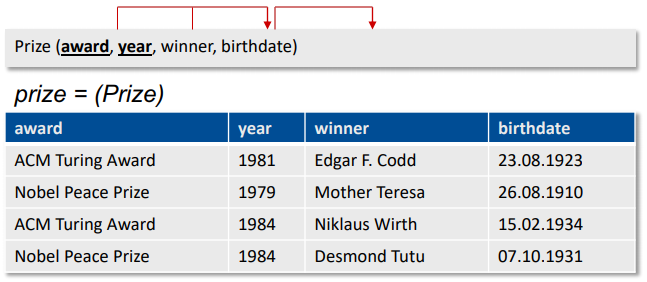 Prize (award, year, winner, birthdate)
prize = (Prize)
award year winner birthdate
ACM Turing Award 1981 Edgar F. Codd 23.08.1923
Nobel Peace Prize 1979 Mother Teresa 26.08.1910
ACM Turing Award 1984 Niklaus Wirth 15.02.1934
Nobel Peace Prize 1984 Desmond Tutu 07.10.1931